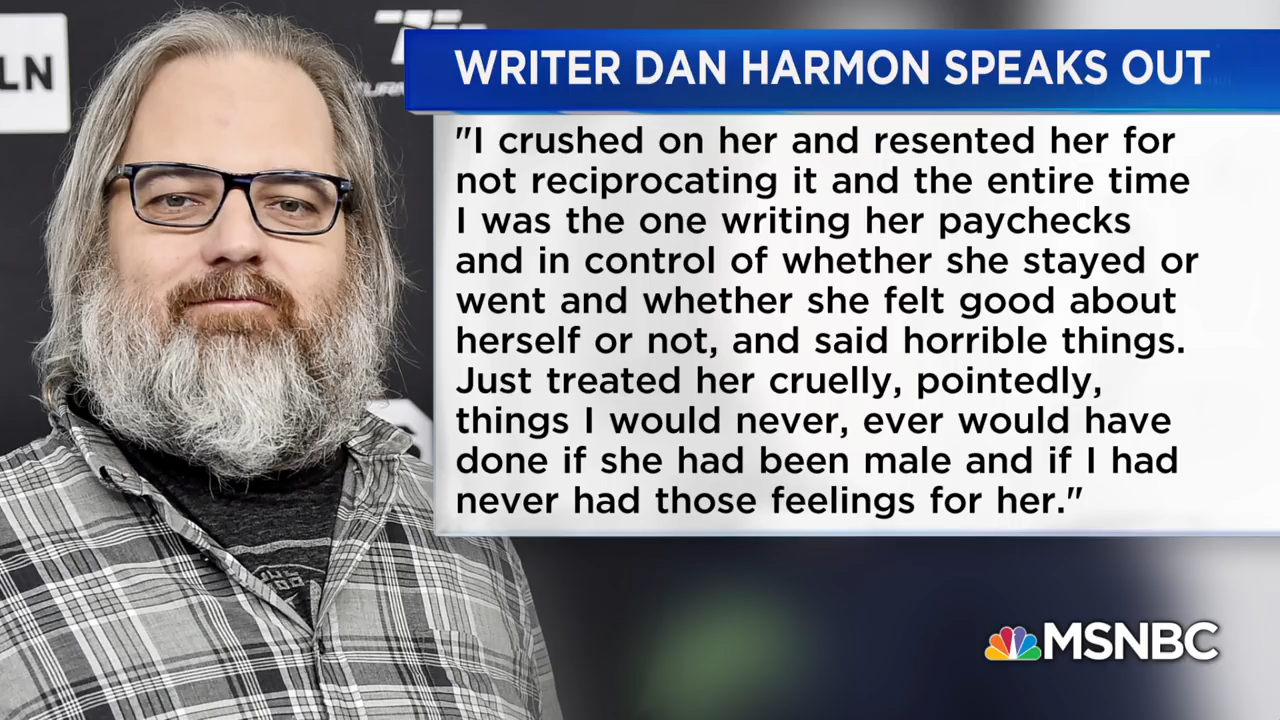 LN
WRITER DAN HARMON SPEAKS OUT
"I crushed on her and resented her for
not reciprocating it and the entire time
I was the one writing her paychecks
and in control of whether she stayed or
went and whether she felt good about
herself or not, and said horrible things.
Just treated her cruelly, pointedly,
things I would never, ever would have
done if she had been male and if I had
never had those feelings for her."
MSNBC